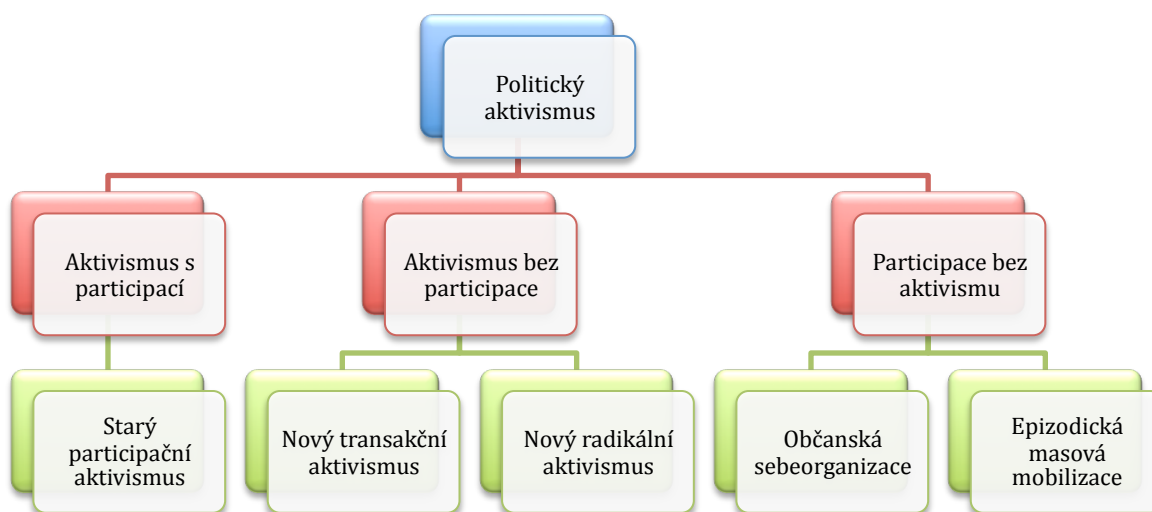 Politický
aktivismus
Aktivismus s
participací
Aktivismus bez
participace
Participace bez
aktivismu
Starý
participační
aktivismus
Nový transakční
aktivismus
Nový radikální
aktivismus
Občanská
sebeorganizace
Epizodická
masová
mobilizace